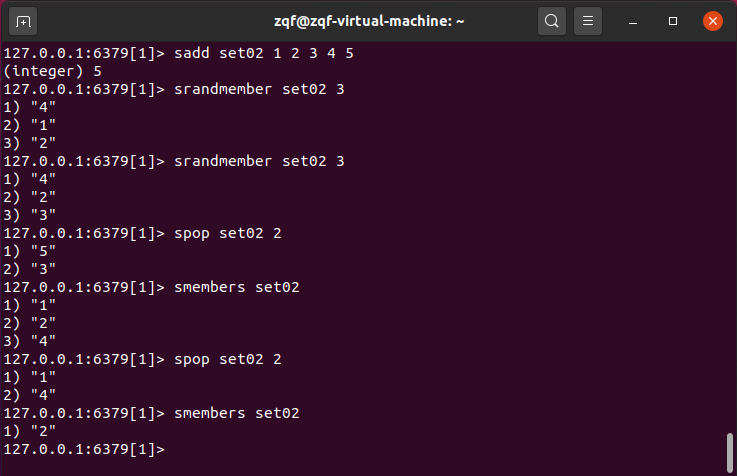 zqf@zqf-virtual-machine: ~
127.0.0.1:6379[1]> sadd set02 1 2 3 4 5
(integer) 5
127.0.0.1:6379[1]> srandmember set02 3
1) "4"
2) "1"
3) "2"
127.0.0.1:6379[1]> srandmember set02 3
1) "4"
2) "2"
3) "3"
127.0.0.1:6379[1]> spop set02 2
1) "5"
2) "3"
127.0.0.1:6379[1]> smembers set02
1) "1"
2) "2"
3) "4"
127.0.0.1:6379[1]> spop set02 2
1) "1"
2) "4"
127.0.0.1:6379[1]> smembers set02
1) "2"
127.0.0.1:6379[1]>